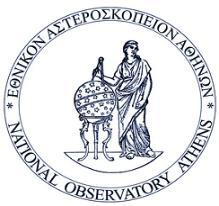 ΕΘΝΙΚΟΝ ΑΣΤΕΡΟΣΚΟΠΕΙΟΝ ΑΘΗΝΩΝ
* NATIONAL OBSERVATORY ATHENS *